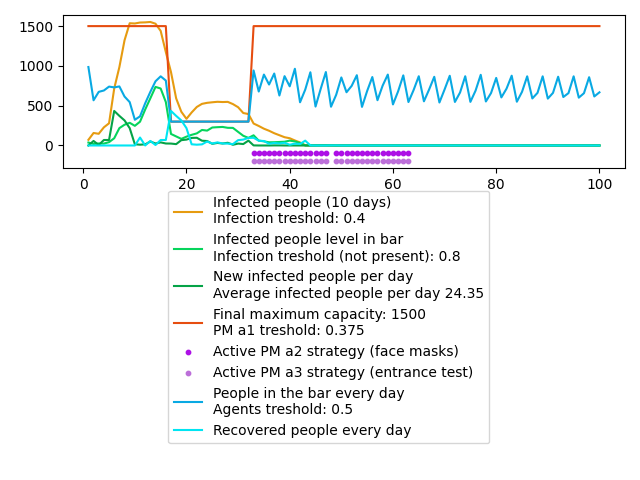 1500
1000
500
0
0
20
40
60
80
100
Infected people (10 days)
Infection treshold: 0.4
Infected people level in bar
Infection treshold (not present): 0.8
New infected people per day
Average infected people per day 24.35
Final maximum capacity: 1500
PM a1 treshold: 0.375
Active PM a2 strategy (face masks)
Active PM a3 strategy (entrance test)
People in the bar every day
Agents treshold: 0.5
Recovered people every day